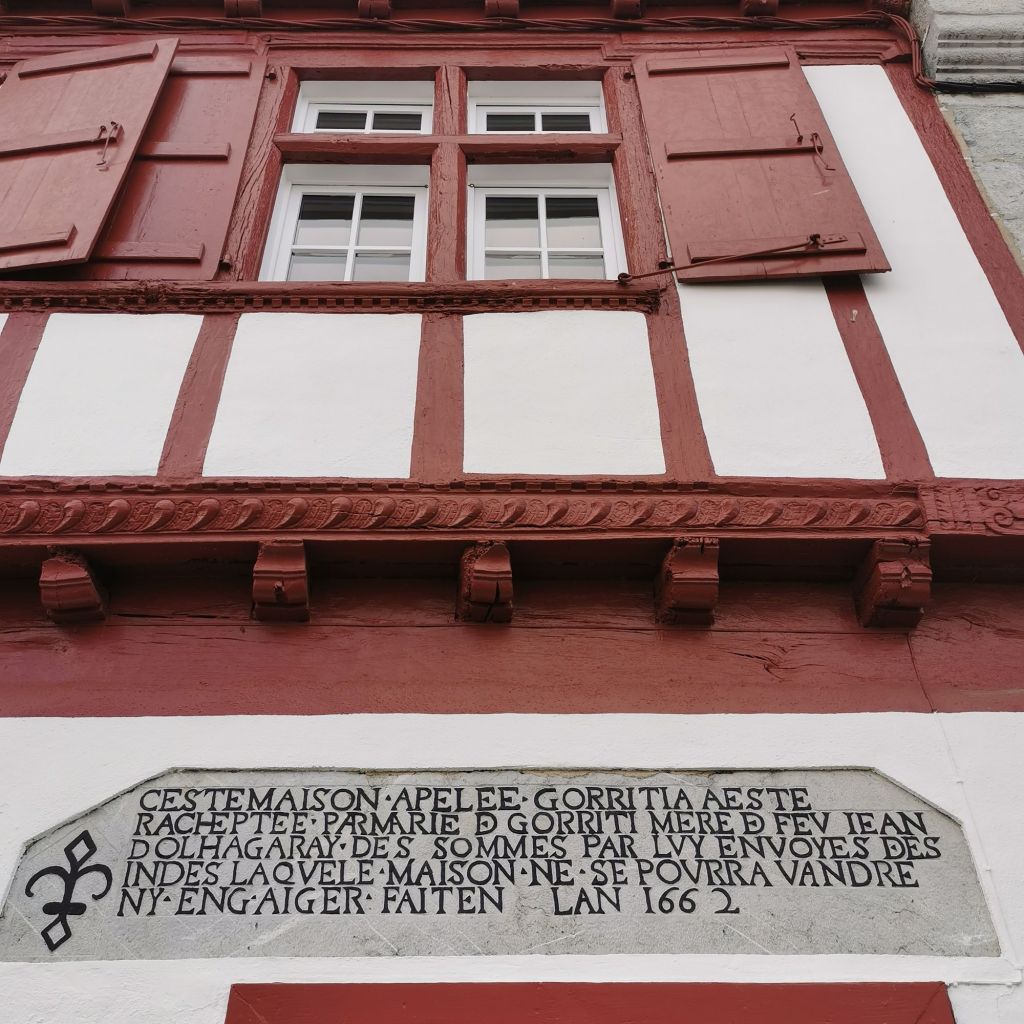 CESTEMAISON·APELEE·GORRITIA AESTE
RACHEPTEE·PARMARIE D GORRITI MERE D FEV IEAN
DOLHAGARAY·DES SOMMES PAR LVY ENVOYES DES
INDES LAQVELE·MAISON·NE·SE POVRRA VANDRE
NY·ENGAIGER·FAITEN LAN 1662